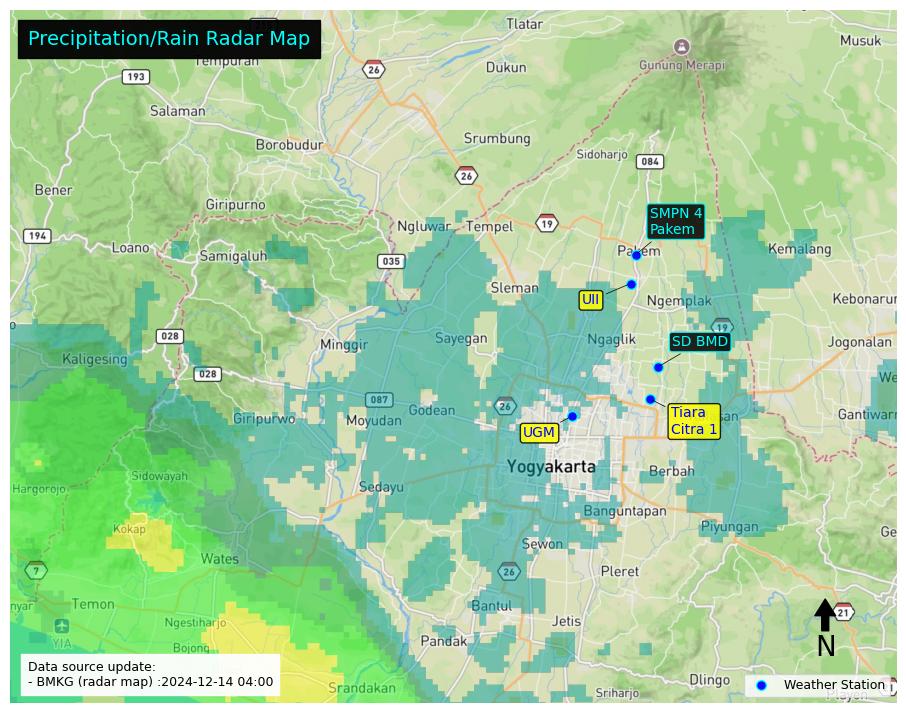 Precipitation/Rain Radar Map
Tlatar
Musuk
Gunung Merapi
Tempuran
193
26
Dukun
Salaman
Borobudur
Srumbung
Sidoharjo
084
26
Bener
Giripurno
SMPN 4
Pakem
Ngluwar
Tempel
19
194
Loano
Samigaluh
035
Pakem
Kemalang
Sleman
UII
Ngemplak
Kebonarum
028
Minggir
Sayegan
Ngaglik
19
SD BMD
Jogonalan
Kaligesing
028
087
Godean
26
Giripurwo
Moyudan
UGM
Tiara
Citra 1
Gantiwarno
Yogyakarta
Berbah
Sidowayah
Hargorojo
Sedayu
Banguntapan
Kokap
Piyungan
Wates
Sewon
7
26
Pleret
Temon
Bantul
21
Ngestiharjo
YIA
Jetis
N
Bojong
Pandak
Data source update:
- BMKG (radar map) :2024-12-14 04:00
Srandakan
Sriharjo
Dlingo
Weather Station